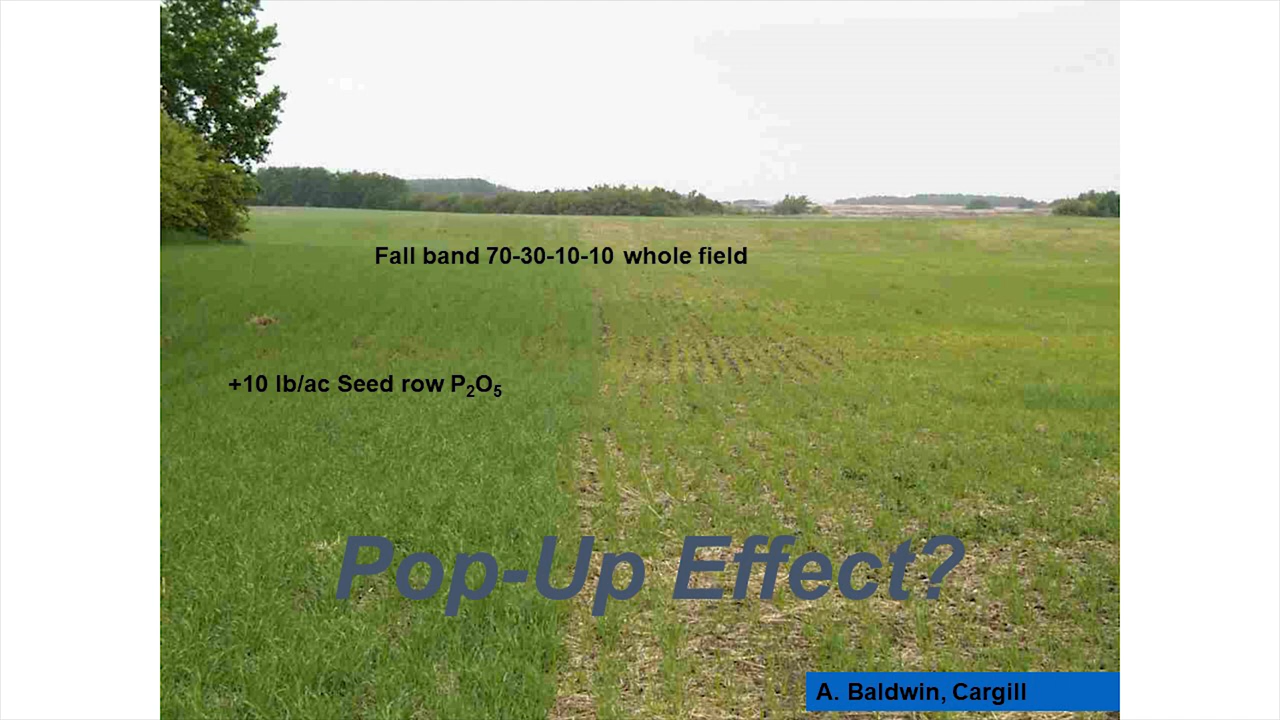 Fall band 70-30-10-10 whole field
+10 lb/ac Seed row P₂O₅
Pop-Up Effect?
A. Baldwin, Cargill